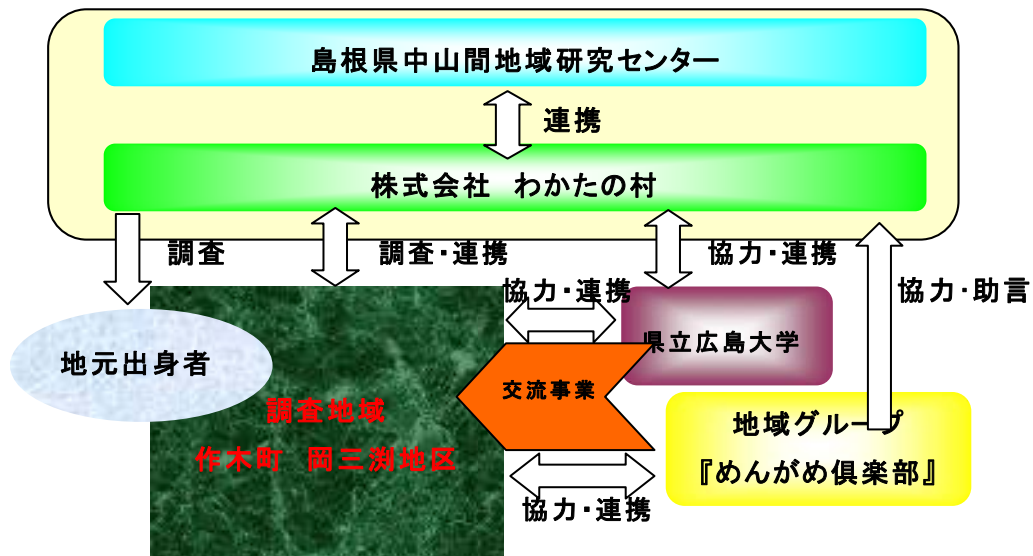 島根県中山間地域研究センター
連携
株式会社　わかたの村
調査
調査・連携
協力・連携
協力・助言
協力・連携
地元出身者
県立広島大学
交流事業
調査地域
作木町　岡三渕地区
地域グループ
『めんがめ倶楽部』
協力・連携